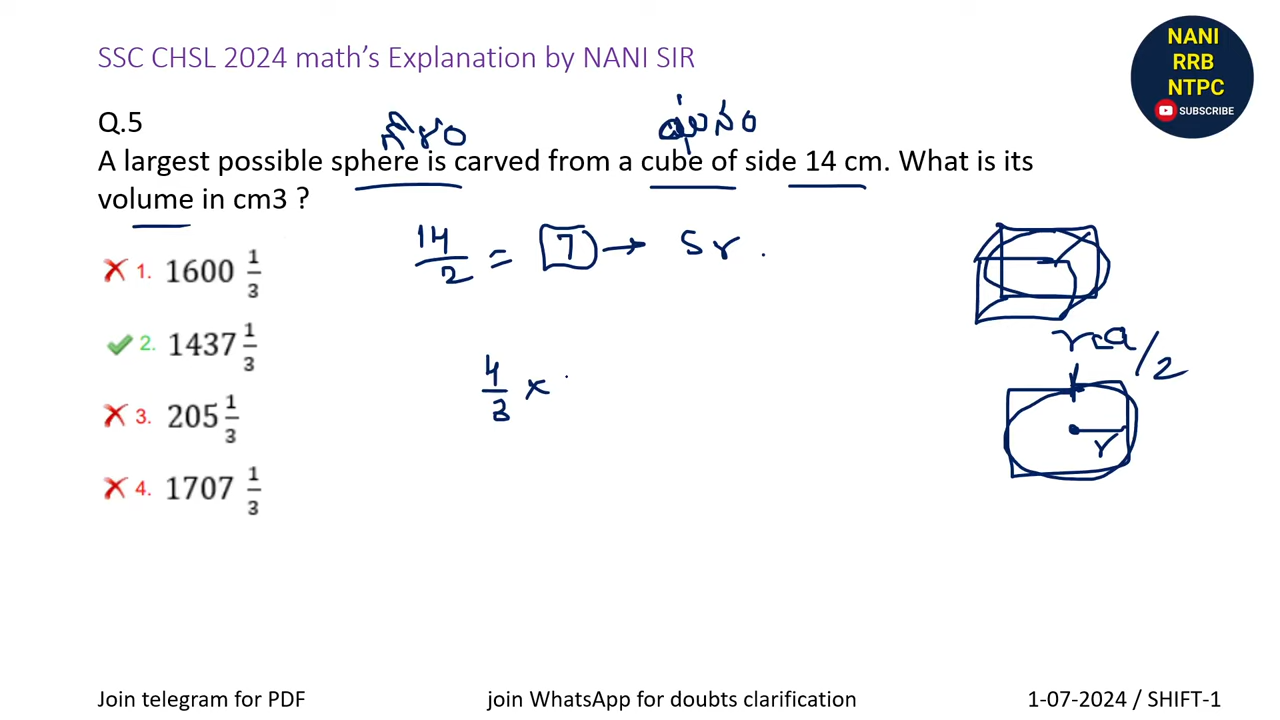 SSC CHSL 2024 math's Explanation by NANI SIR
NANI
RRB
NTPC
SUBSCRIBE
Q.5
గోళం
A largest possible sphere is carved from a cube of side 14 cm. What is its
volume in cm3 ?
14/2 = 7 → Sr.
1. 1600 1/3
2. 1437 1/3
3. 205 1/3
4. 1707 1/3
4/3 ×
r=a/2
r
Join telegram for PDF
join WhatsApp for doubts clarification
1-07-2024 / SHIFT-1